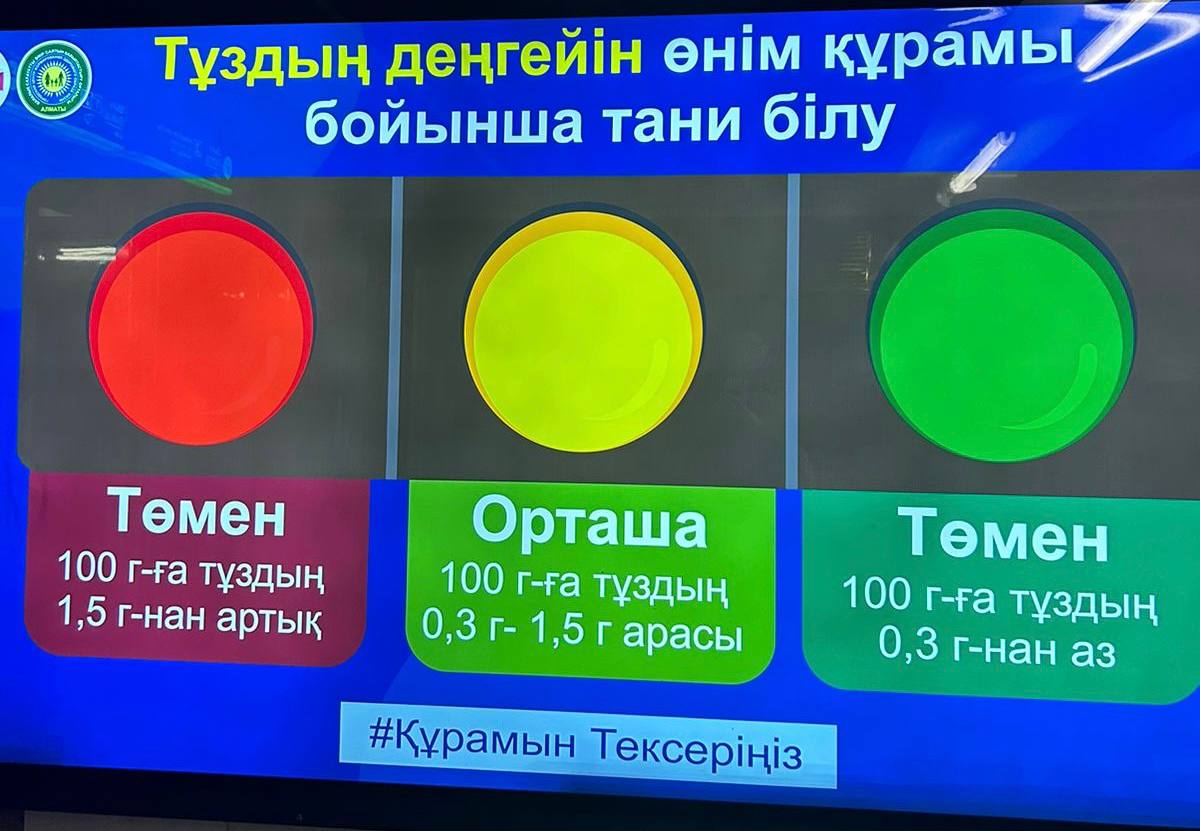 Тұздың деңгейін өнім құрамы
бойынша тани білу
АЛМАТЫ
Төмен
100 г-ға тұздың
1,5 г-нан артық
Орташа
100 г-ға тұздың
0,3 г- 1,5 г арасы
Төмен
100 г-ға тұздың
0,3 г-нан аз
#Құрамын Тексеріңіз